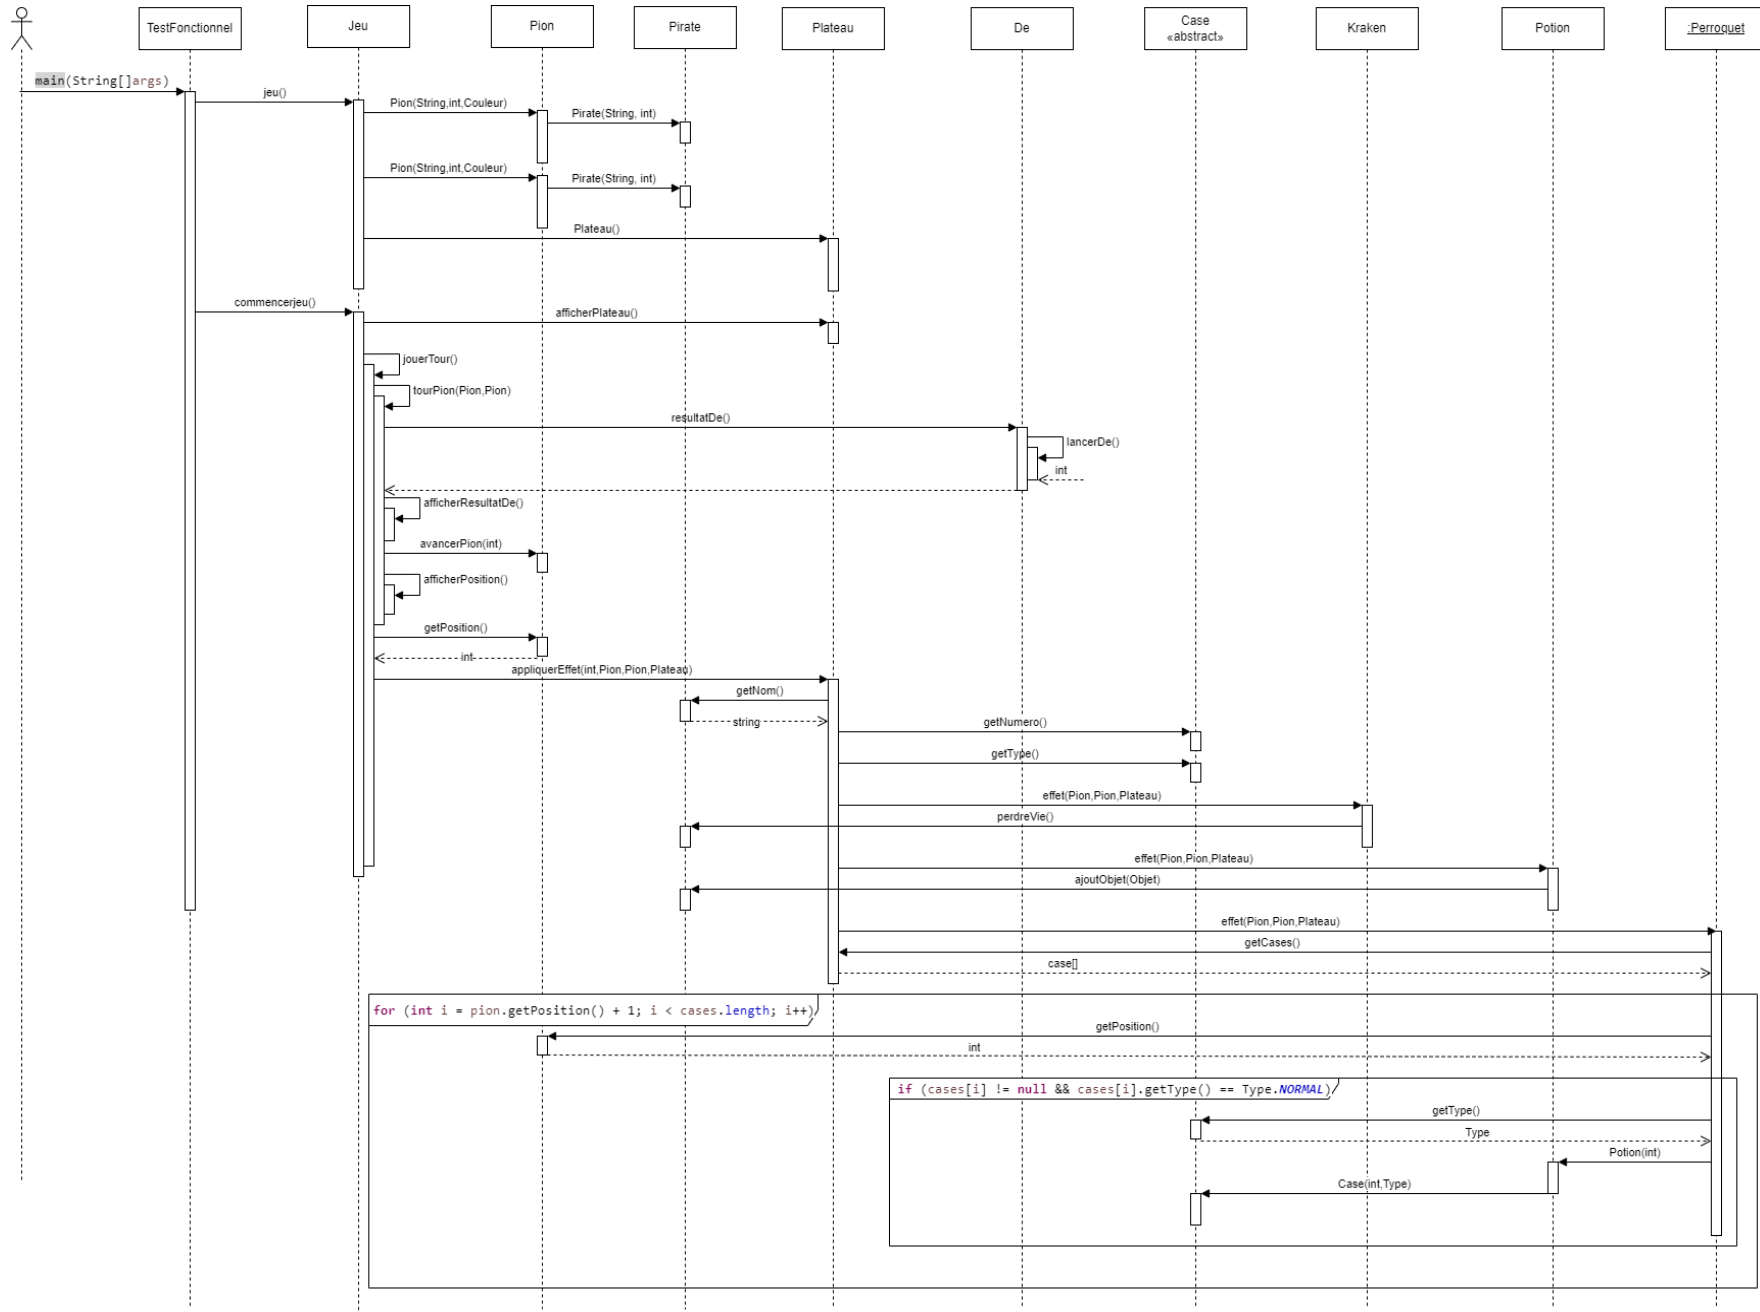 TestFonctionnel
Jeu
Pion
Pirate
Plateau
De
Case
«abstract»
Kraken
Potion
:Perroquet
main(String[]args)
jeu()
Pion(String,int,Couleur)
Pirate(String, int)
Pion(String,int,Couleur)
Pirate(String, int)
Plateau()
commencerjeu()
afficherPlateau()
jouerTour()
tourPion(Pion,Pion)
resultatDe()
lancerDe()
int
afficherResultatDe()
avancerPion(int)
afficherPosition()
getPosition()
int
appliquerEffet(int,Pion,Pion,Plateau)
getNom()
string
getNumero()
getType()
effet(Pion,Pion,Plateau)
perdreVie()
effet(Pion,Pion,Plateau)
ajoutObjet(Objet)
effet(Pion,Pion,Plateau)
getCases()
case[]
for (int i = pion.getPosition() + 1; i < cases.length; i++)
getPosition()
int
if (cases[i] != null && cases[i].getType() == Type.NORMAL)
getType()
Type
Potion(int)
Case(int,Type)